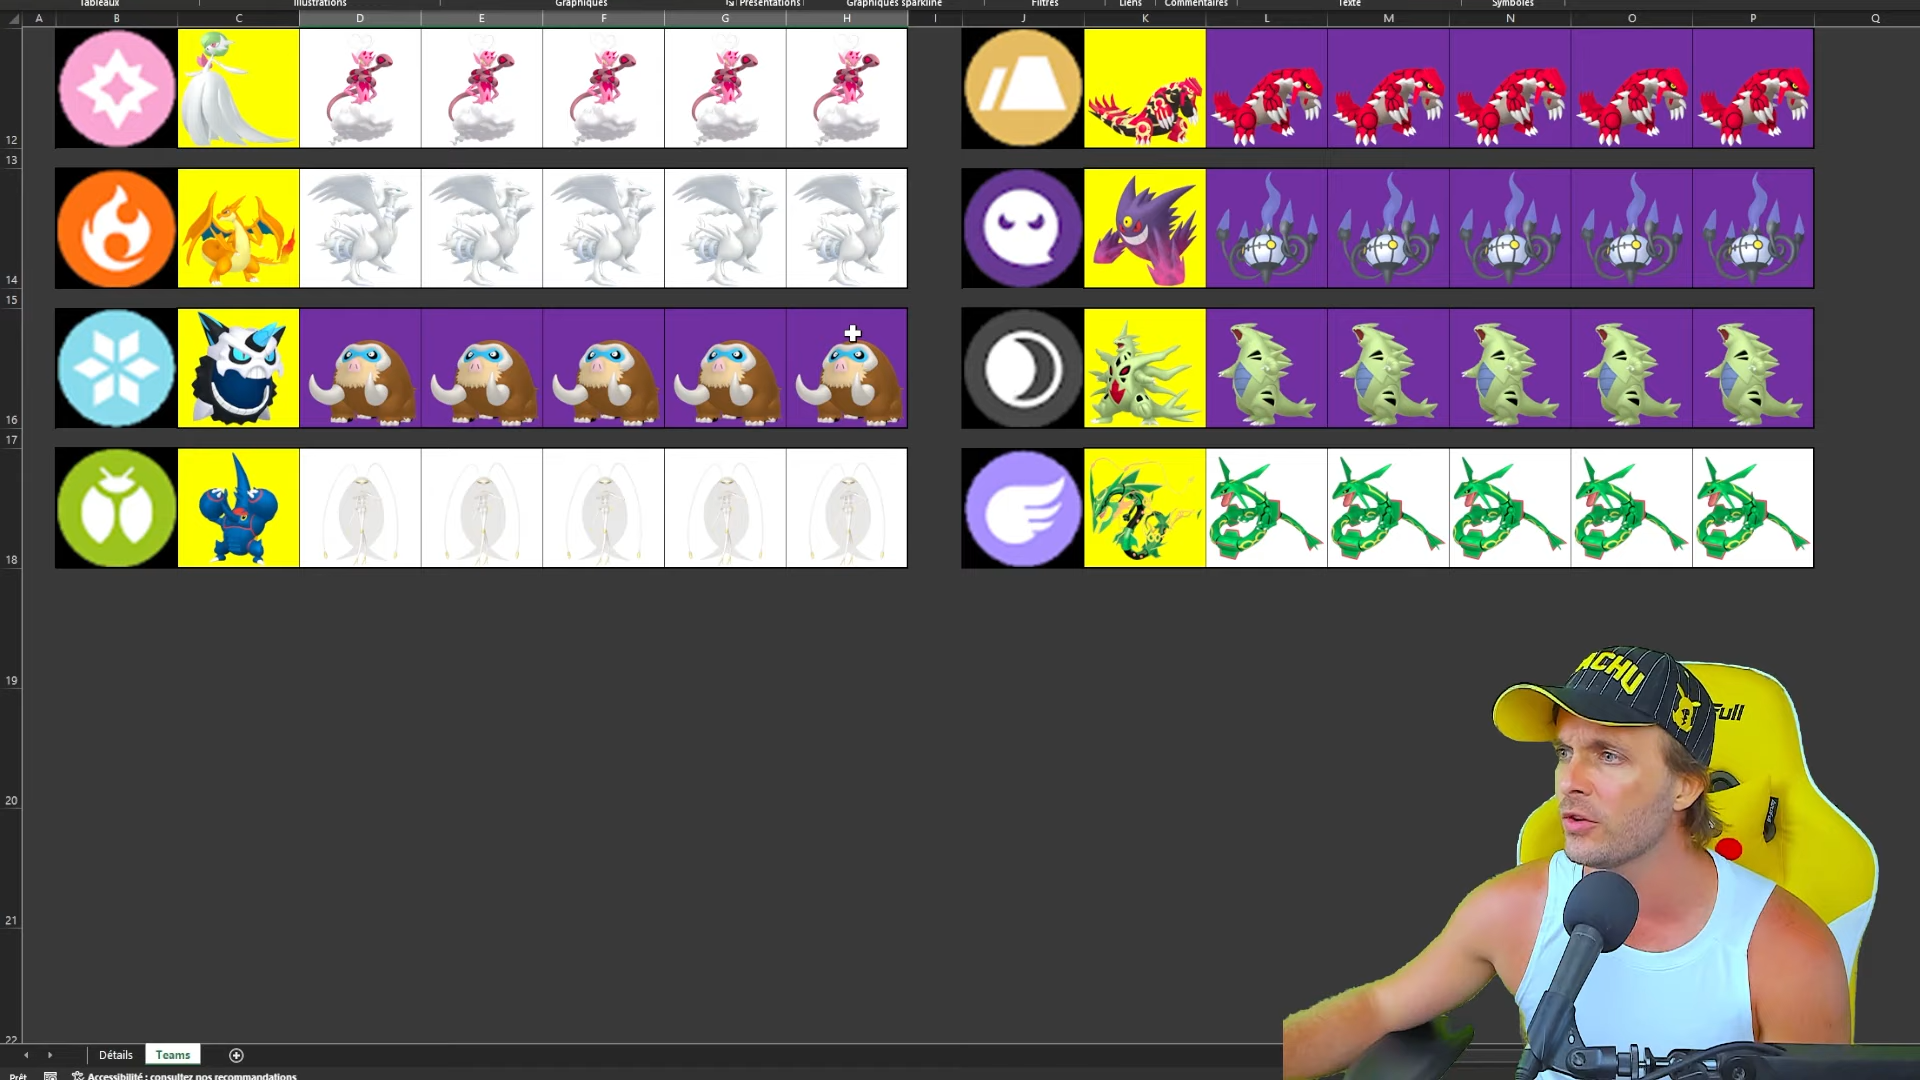 Tableaux Illustrations Graphiques Présentations Graphiques sparkline Filtres Liens Commentaires Texte Symboles
A B C D E F G H I J K L M N O P Q
12
13
14
15
16
17
18
19
20
21
22
ACHU
Full
Détails Teams
Prêt Accessibilité : consultez nos recommandations